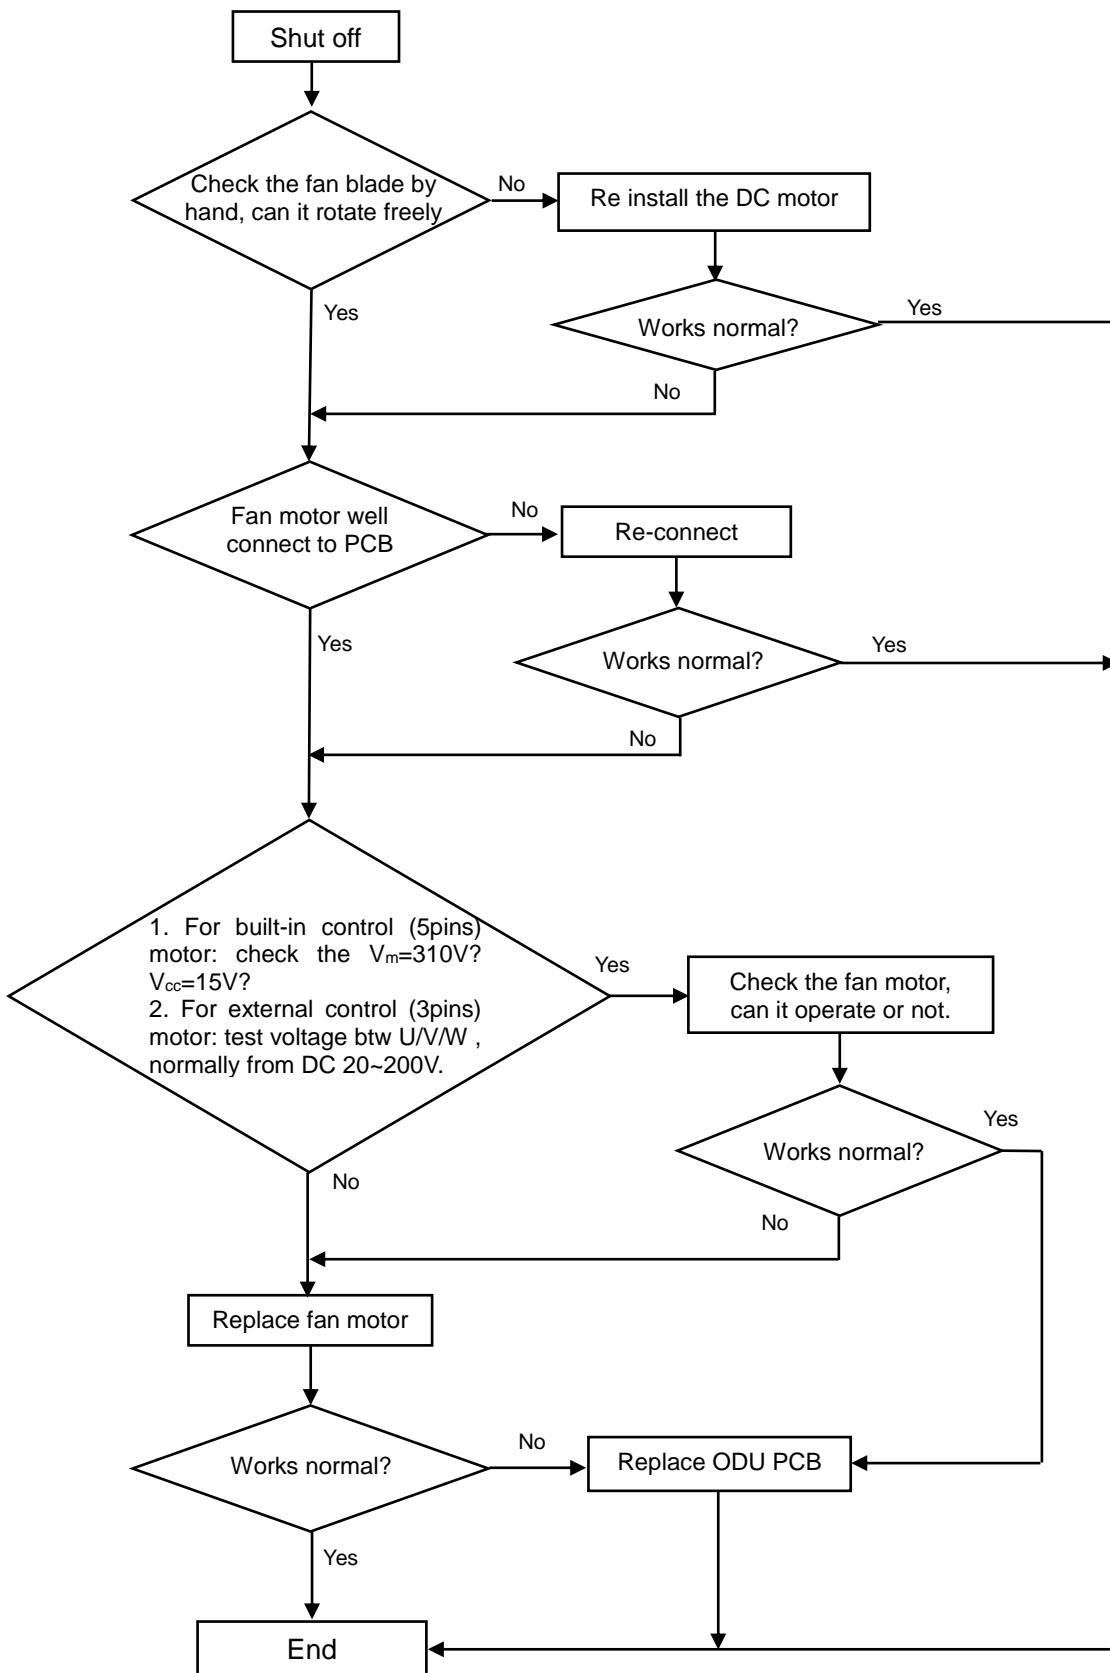 Shut off
Check the fan blade by
hand, can it rotate freely
No
Re install the DC motor
Yes
Works normal?
Yes
No
Fan motor well
connect to PCB
No
Re-connect
Yes
Works normal?
Yes
No
1. For built-in control (5pins)
motor: check the Vm=310V?
Vcc=15V?
2. For external control (3pins)
motor: test voltage btw U/V/W ,
normally from DC 20~200V.
Yes
Check the fan motor,
can it operate or not.
No
Works normal?
Yes
No
Replace fan motor
Works normal?
No
Replace ODU PCB
Yes
End